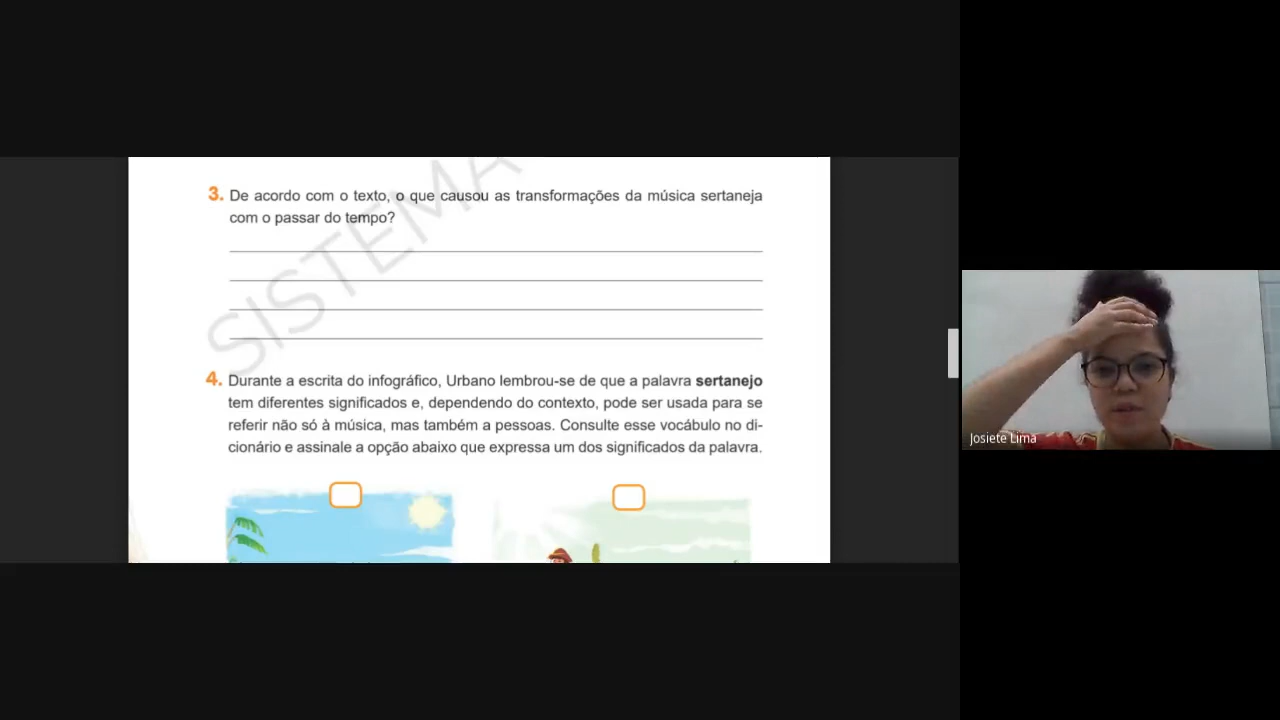 SISTEMA
3. De acordo com o texto, o que causou as transformações da música sertaneja
com o passar do tempo?
4. Durante a escrita do infográfico, Urbano lembrou-se de que a palavra sertanejo
tem diferentes significados e, dependendo do contexto, pode ser usada para se
referir não só à música, mas também a pessoas. Consulte esse vocábulo no di-
cionário e assinale a opção abaixo que expressa um dos significados da palavra.
Josiete Lima